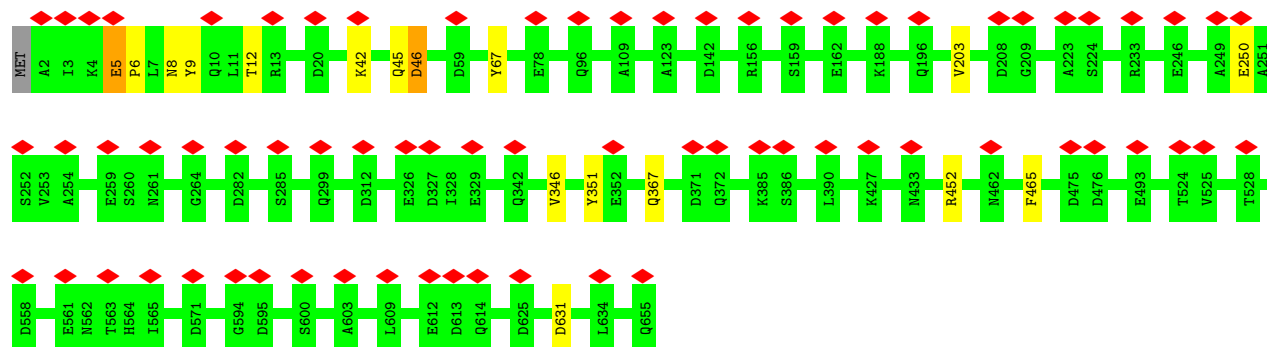 MET A2 I3 K4 E5 P6 L7 N8 Y9 Q10 L11 T12 R13 D20 K42 Q45 D46 D59 Y67 E78 Q96 A109 A123 D142 R156 S159 E162 K188 Q196 V203 D208 G209 A223 S224 R233 E246 A249 E250 A251
S252 V253 A254 E259 S260 N261 G264 D282 S285 Q299 D312 E326 D327 I328 E329 Q342 V346 Y351 E352 Q367 D371 Q372 K385 S386 L390 K427 N433 R452 N462 F465 D475 D476 E493 T524 V525 T528
D558 E561 N562 T563 H564 I565 D571 G594 D595 S600 A603 L609 E612 D613 Q614 D625 D631 L634 Q655